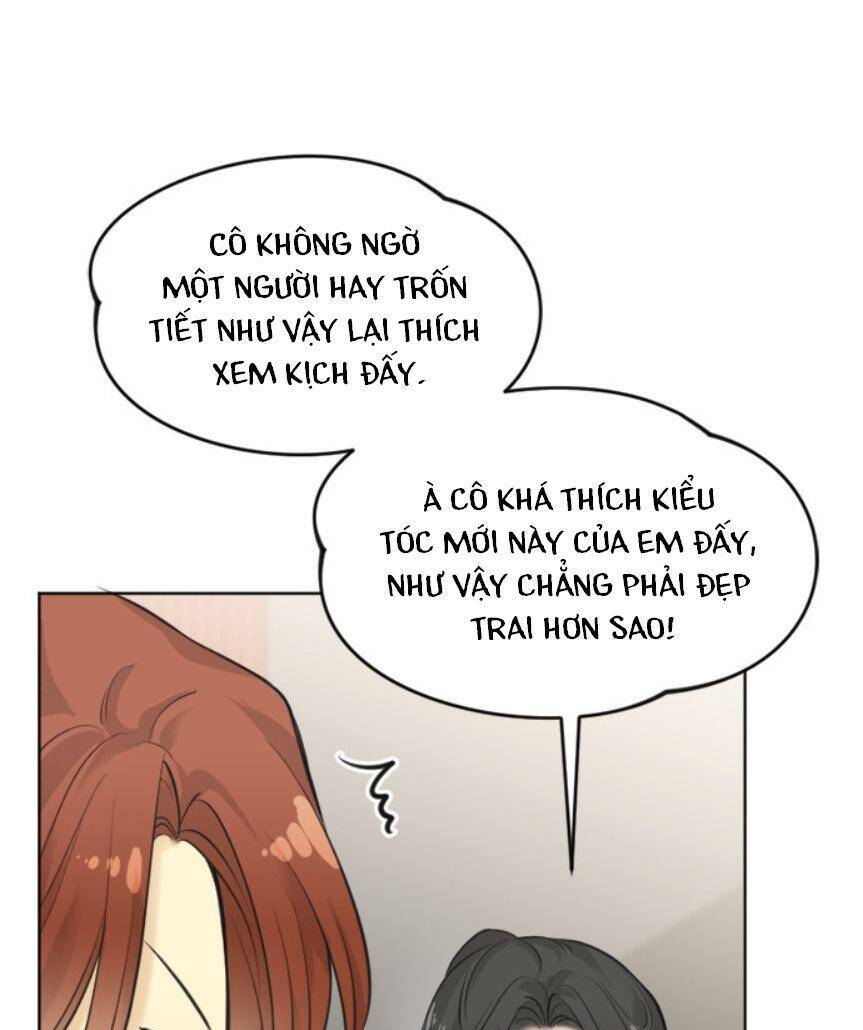 CÔ KHÔNG NGỜ
MỘT NGƯỜI HAY TRỐN
TIẾT NHƯ VẬY LẠI THÍCH
XEM KỊCH ĐẤY.
À CÔ KHÁ THÍCH KIỂU
TÓC MỚI NÀY CỦA EM ĐẤY,
NHƯ VẬY CHẲNG PHẢI ĐẸP
TRAI HƠN SAO!